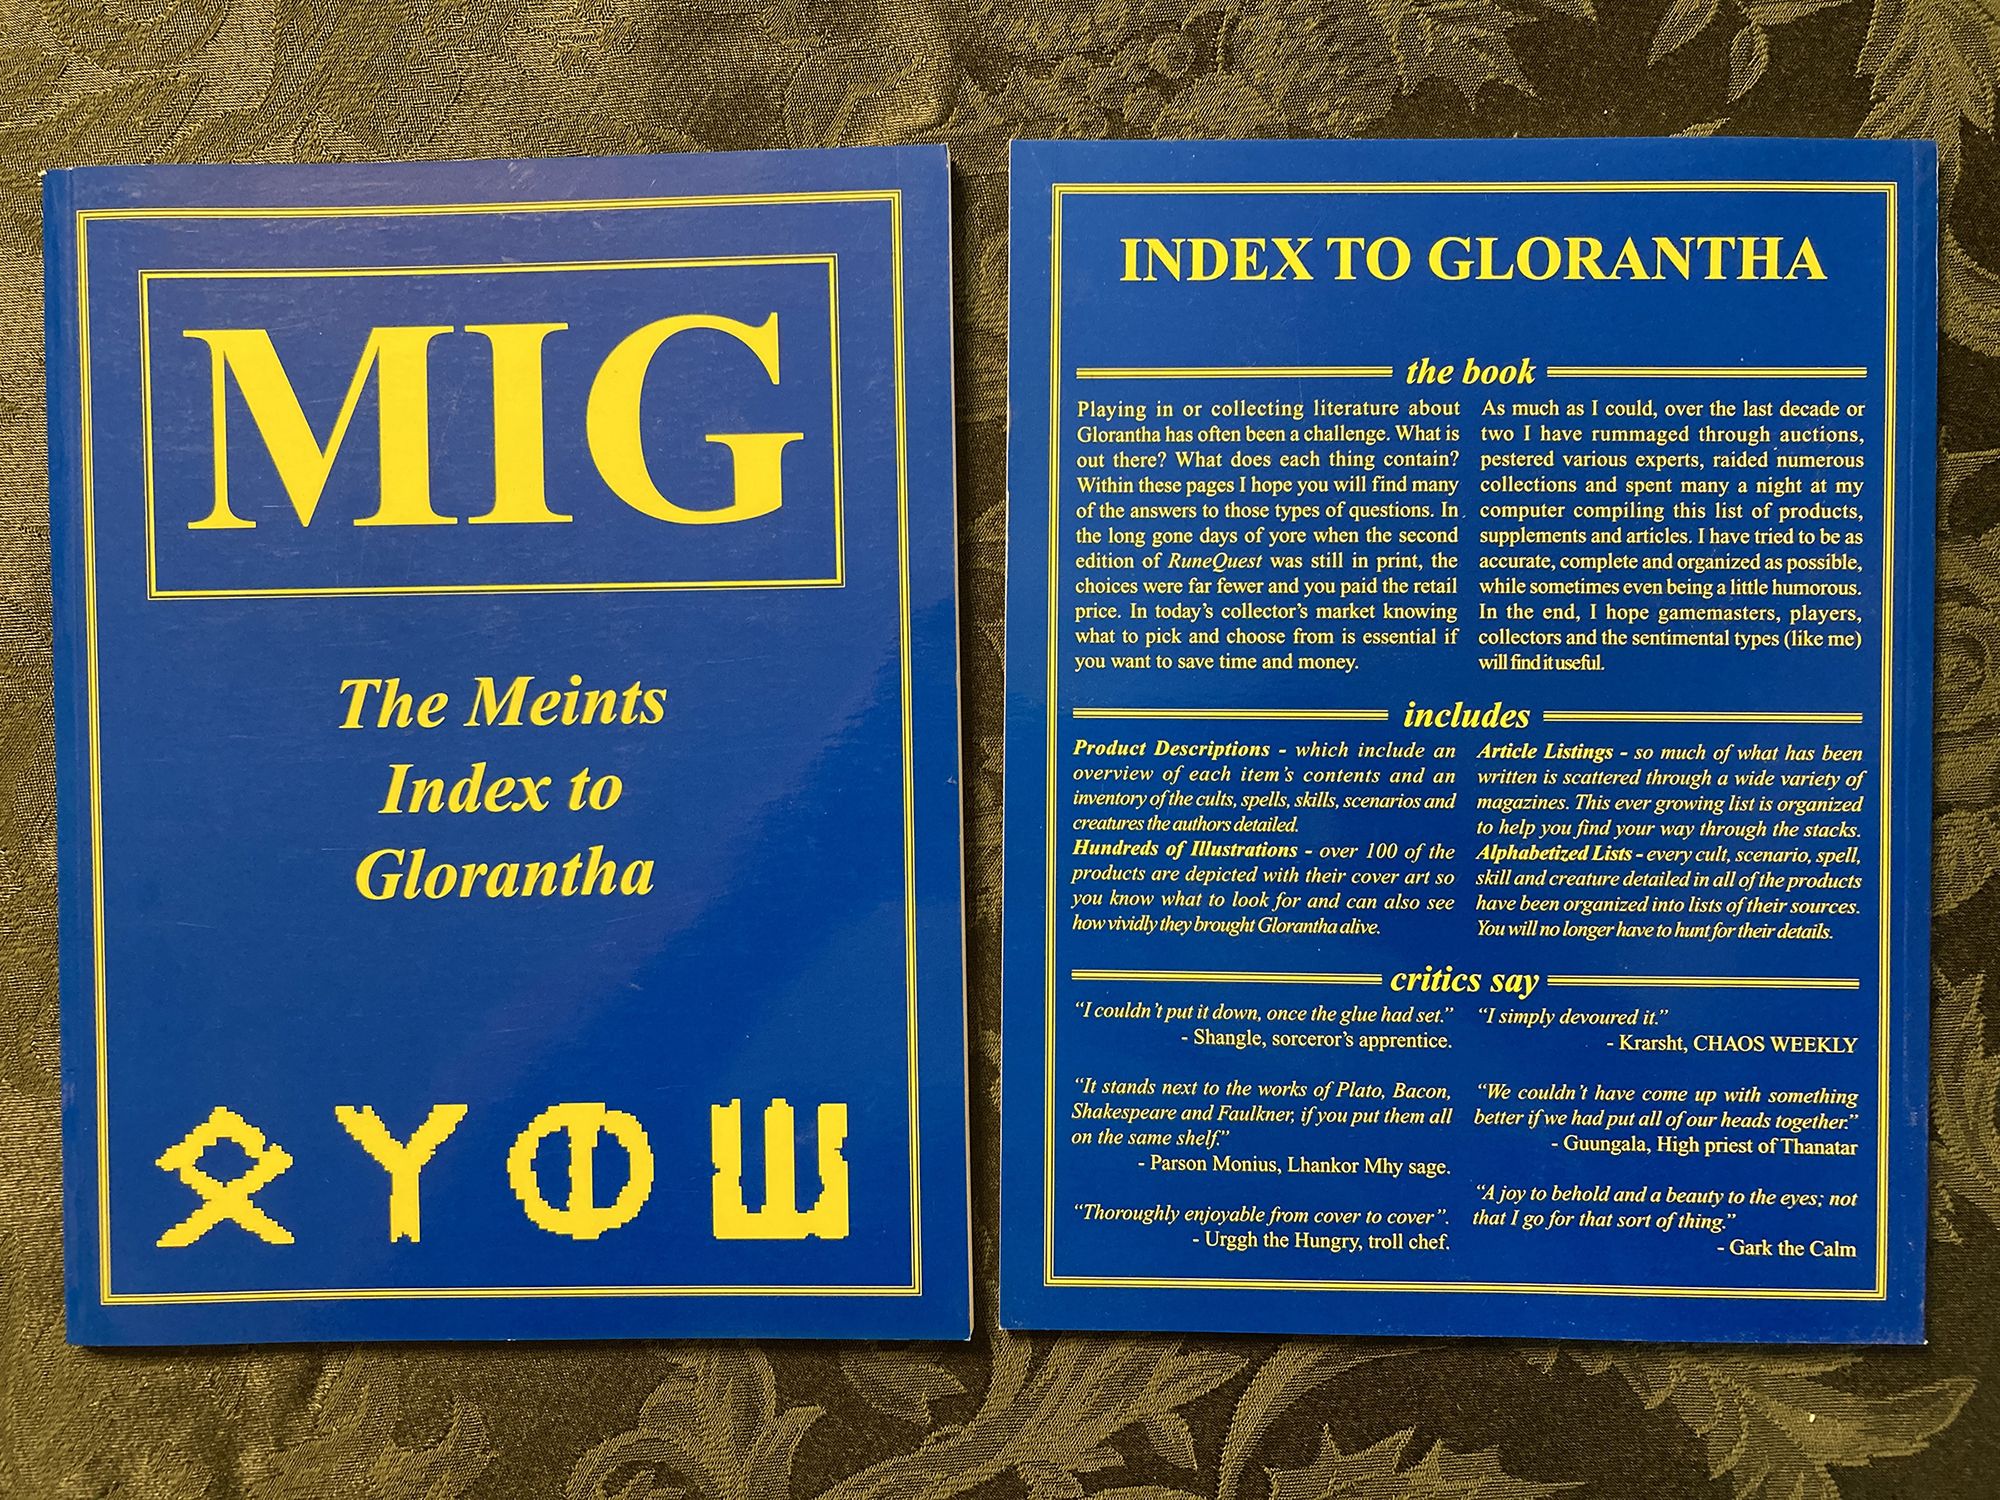 MIG
The Meints
Index to
Glorantha
INDEX TO GLORANTHA
the book
Playing in or collecting literature about
Glorantha has often been a challenge. What is
out there? What does each thing contain?
Within these pages I hope you will find many
of the answers to those types of questions. In
the long gone days of yore when the second
edition of RuneQuest was still in print, the
choices were far fewer and you paid the retail
price. In today's collector's market knowing
what to pick and choose from is essential if
you want to save time and money.
As much as I could, over the last decade or
two I have rummaged through auctions,
pestered various experts, raided numerous
collections and spent many a night at my
computer compiling this list of products,
supplements and articles. I have tried to be as
accurate, complete and organized as possible,
while sometimes even being a little humorous.
In the end, I hope gamemasters, players,
collectors and the sentimental types (like me)
will find it useful.
includes
Product Descriptions - which include an
overview of each item's contents and an
inventory of the cults, spells, skills, scenarios and
creatures the authors detailed.
Hundreds of Illustrations - over 100 of the
products are depicted with their cover art so
you know what to look for and can also see
how vividly they brought Glorantha alive.
Article Listings - so much of what has been
written is scattered through a wide variety of
magazines. This ever growing list is organized
to help you find your way through the stacks.
Alphabetized Lists - every cult, scenario, spell,
skill and creature detailed in all of the products
have been organized into lists of their sources.
You will no longer have to hunt for their details.
critics say
"I couldn't put it down, once the glue had set."
- Shangle, sorceror's apprentice.
"It stands next to the works of Plato, Bacon,
Shakespeare and Faulkner, if you put them all
on the same shelf."
- Parson Monius, Lhankor Mhy sage.
"Thoroughly enjoyable from cover to cover".
- Urggh the Hungry, troll chef.
"I simply devoured it."
- Krarsht, CHAOS WEEKLY
"We couldn't have come up with something
better if we had put all of our heads together."
- Guungala, High priest of Thanatar
"A joy to behold and a beauty to the eyes; not
that I go for that sort of thing."
- Gark the Calm